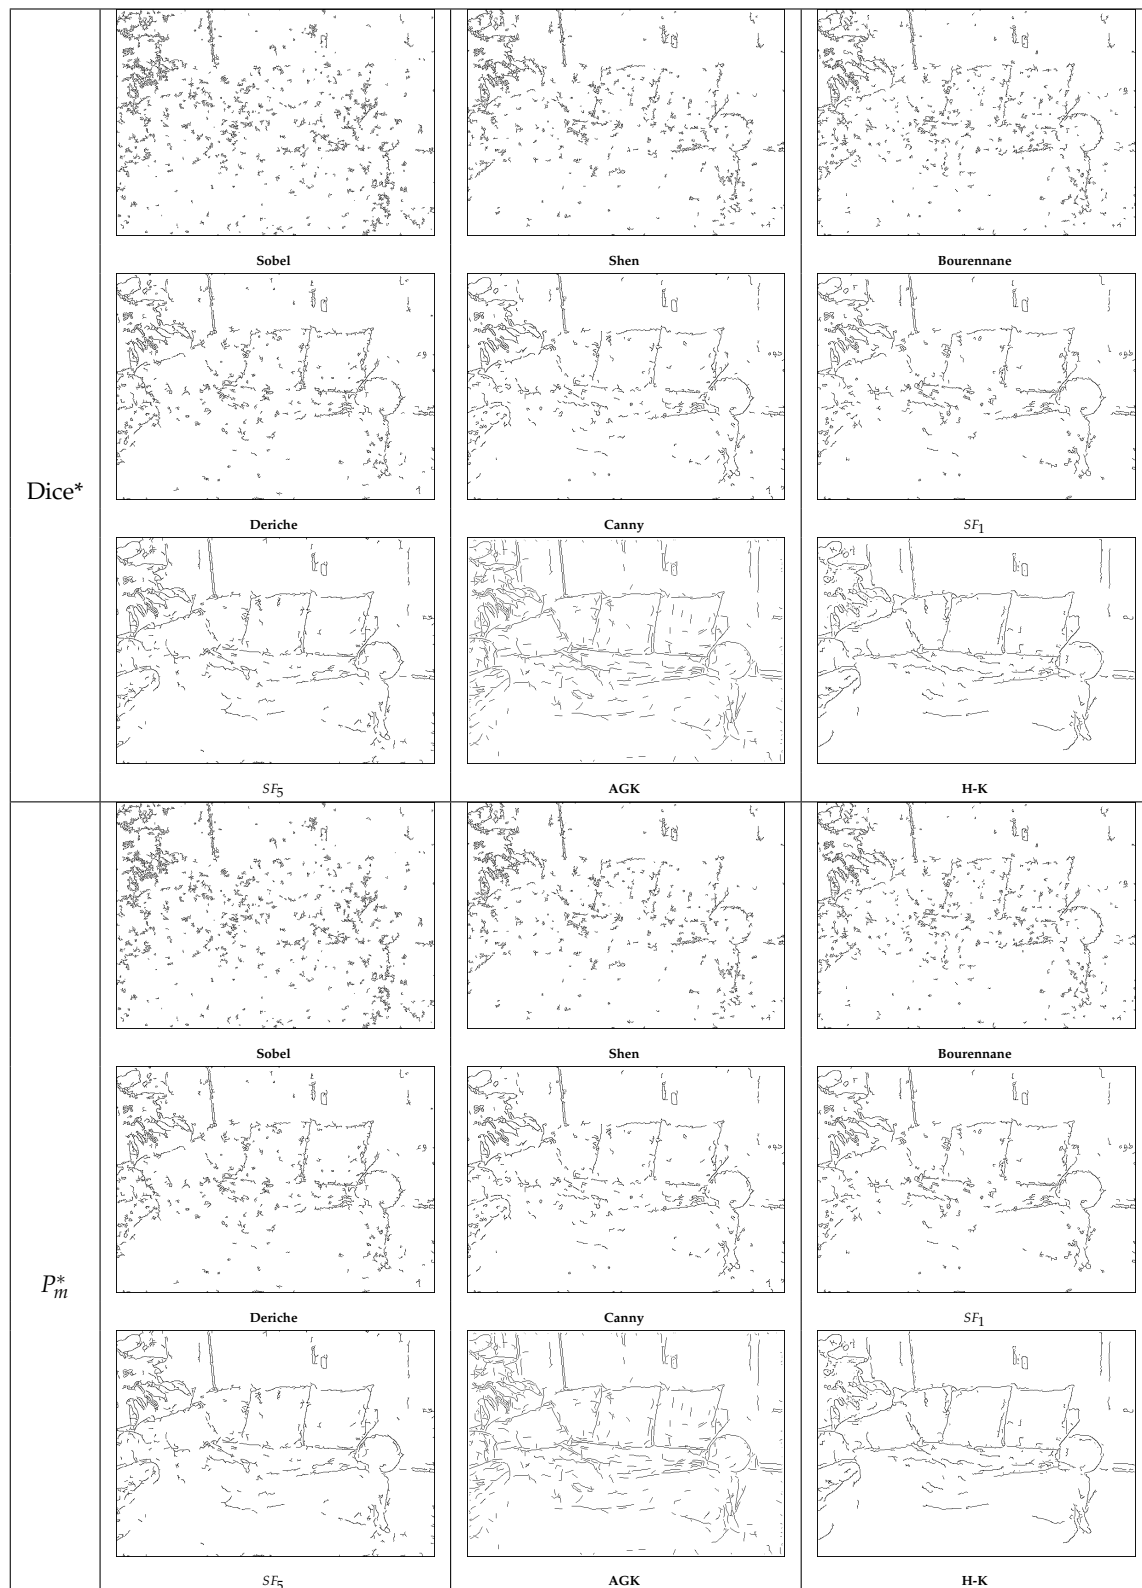 Dice*
Sobel Shen Bourennane
Deriche Canny SF1
SF5 AGK H-K
P*m
Sobel Shen Bourennane
Deriche Canny SF1
SF5 AGK H-K